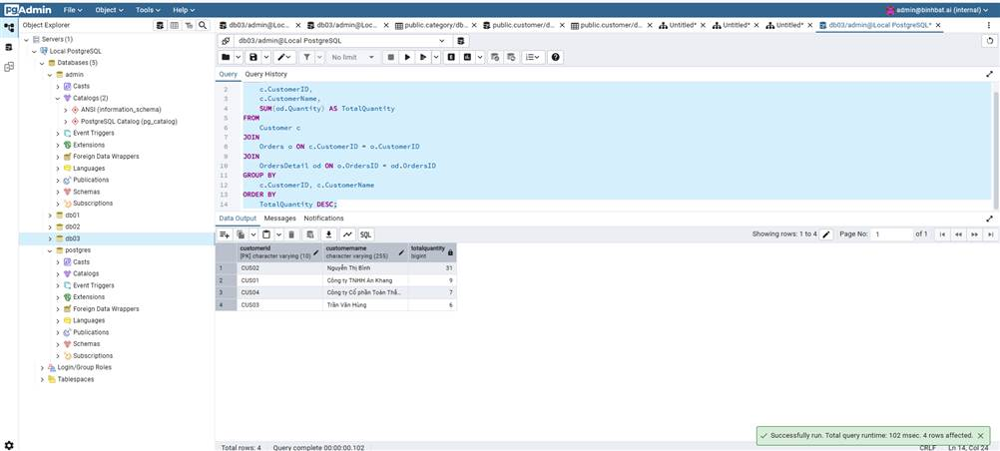 pgAdmin File Object Tools Help admin@binhbat.ai (internal)
Object Explorer db03/admin@Loc... db03/admin@Loc... public.category/db... public.customer/d... public.customer/d... Untitled* Untitled* Untitled* db03/admin@Local PostgreSQL*
Servers (1)
Local PostgreSQL
Databases (5)
admin
Casts
Catalogs (2)
ANSI (information_schema)
PostgreSQL Catalog (pg_catalog)
Event Triggers
Extensions
Foreign Data Wrappers
Languages
Publications
Schemas
Subscriptions
db01
db02
db03
postgres
Casts
Catalogs
Event Triggers
Extensions
Foreign Data Wrappers
Languages
Publications
Schemas
Subscriptions
Login/Group Roles
Tablespaces
db03/admin@Local PostgreSQL
No limit
Query Query History
2 c.CustomerID,
3 c.CustomerName,
4 SUM(od.Quantity) AS TotalQuantity
5 FROM
6 Customer c
7 JOIN
8 Orders o ON c.CustomerID = o.CustomerID
9 JOIN
10 OrdersDetail od ON o.OrdersID = od.OrdersID
11 GROUP BY
12 c.CustomerID, c.CustomerName
13 ORDER BY
14 TotalQuantity DESC;
Data Output Messages Notifications
SQL Showing rows: 1 to 4 Page No: 1 of 1
customerid customername totalquantity
[PK] character varying (10) character varying (255) bigint
1 CUS02 Nguyễn Thị Bình 31
2 CUS01 Công ty TNHH An Khang 9
3 CUS04 Công ty Cổ phần Toàn Thắ... 7
4 CUS03 Trần Văn Hùng 6
Successfully run. Total query runtime: 102 msec. 4 rows affected.
Total rows: 4 Query complete 00:00:00.102 CRLF Ln 14, Col 24